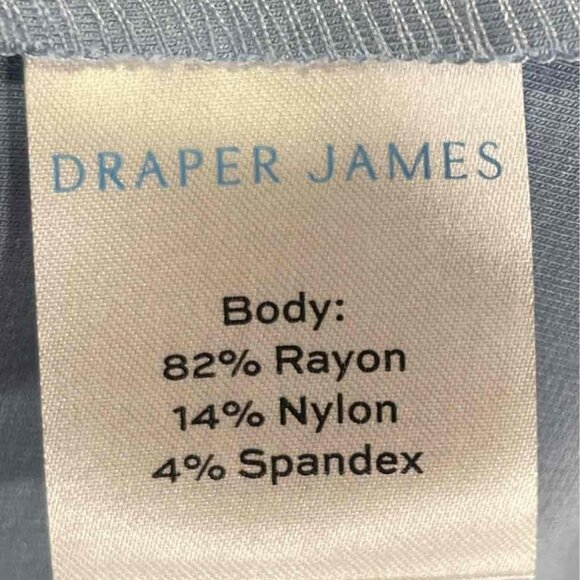 DRAPER JAMES
Body:
82% Rayon
14% Nylon
4% Spandex